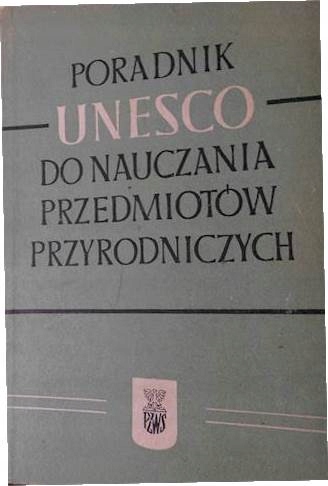 PORADNIK
UNESCO
DO NAUCZANIA
PRZEDMIOTÓW
PRZYRODNICZYCH
PZWS